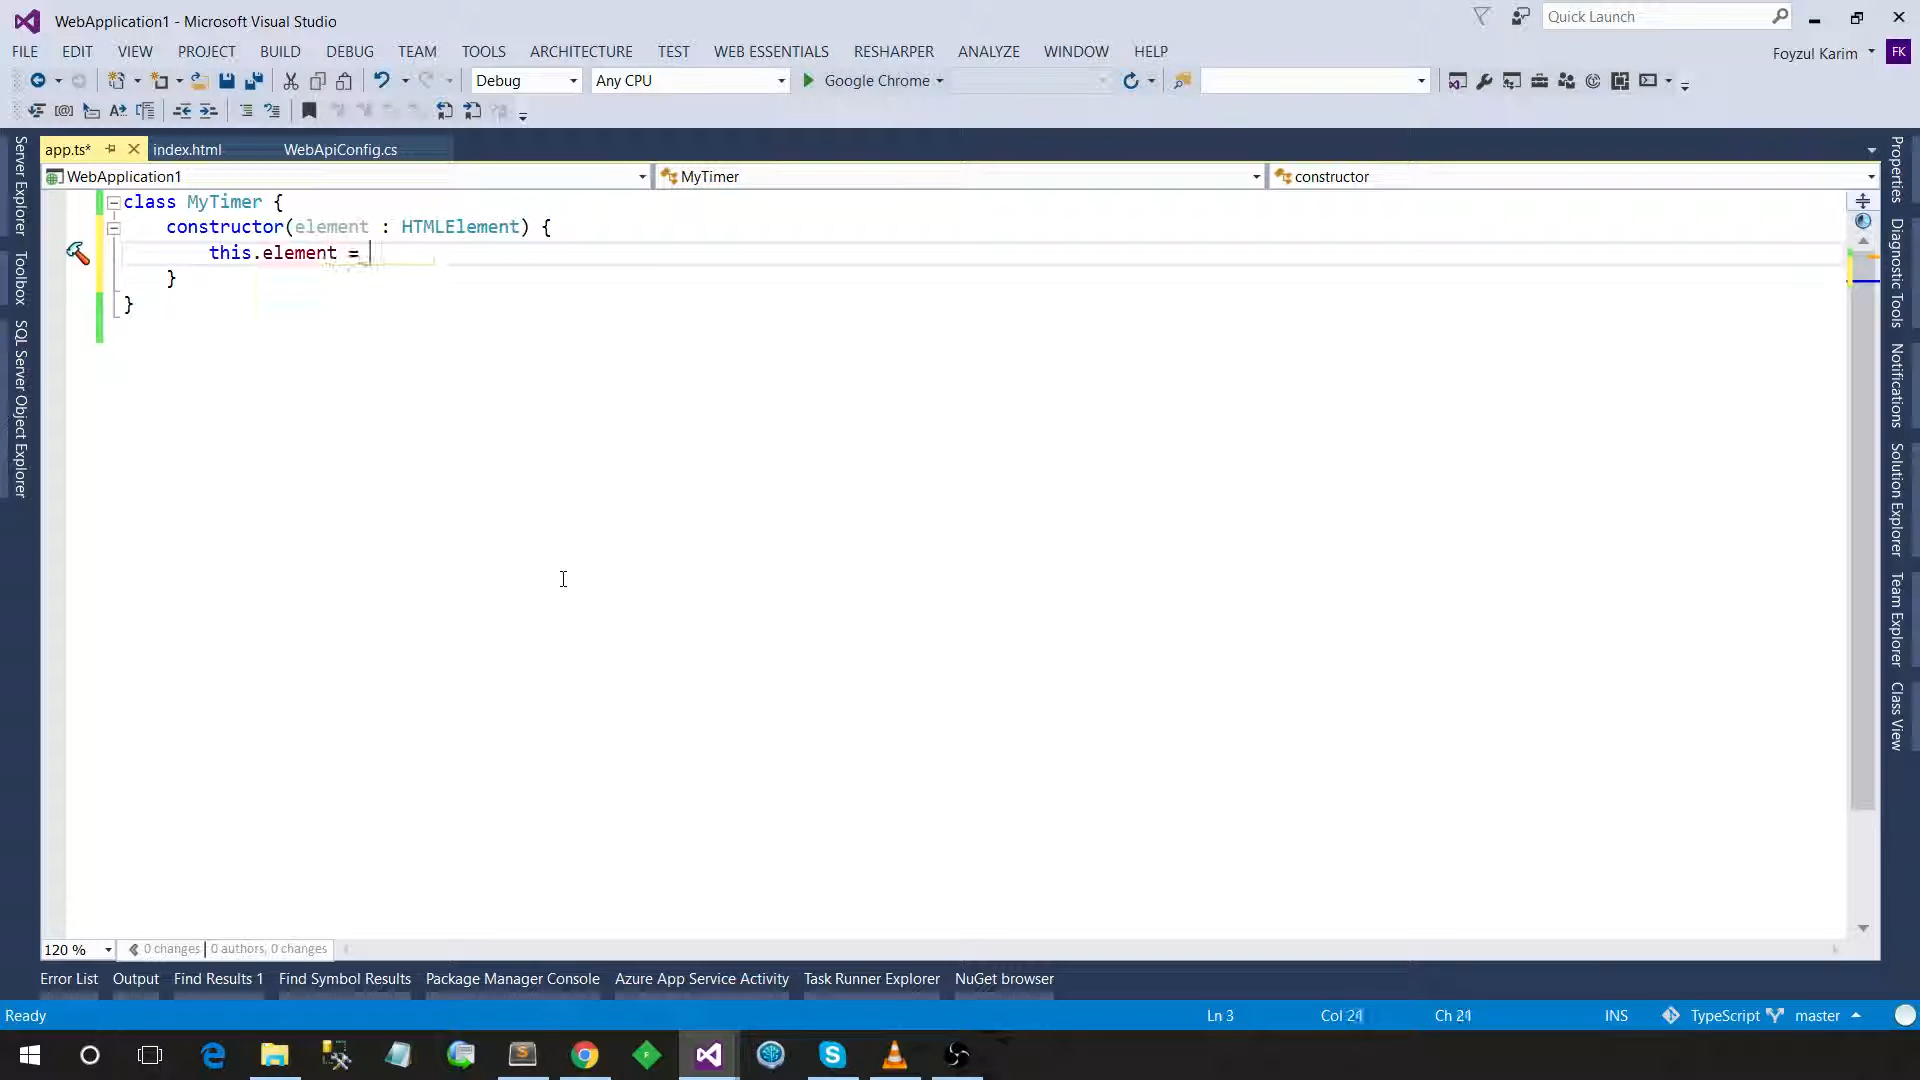 WebApplication1 - Microsoft Visual Studio
Quick Launch
FILE EDIT VIEW PROJECT BUILD DEBUG TEAM TOOLS ARCHITECTURE TEST WEB ESSENTIALS RESHARPER ANALYZE WINDOW HELP
Foyzul Karim FK
Debug Any CPU Google Chrome
app.ts* index.html WebApiConfig.cs
WebApplication1 MyTimer constructor
class MyTimer {
constructor(element : HTMLElement) {
this.element =
}
}
Server Explorer
Toolbox
SQL Server Object Explorer
Properties
Diagnostic Tools
Notifications
Solution Explorer
Team Explorer
Class View
120 % 0 changes | 0 authors, 0 changes
Error List Output Find Results 1 Find Symbol Results Package Manager Console Azure App Service Activity Task Runner Explorer NuGet browser
Ready Ln 3 Col 21 Ch 21 INS TypeScript master